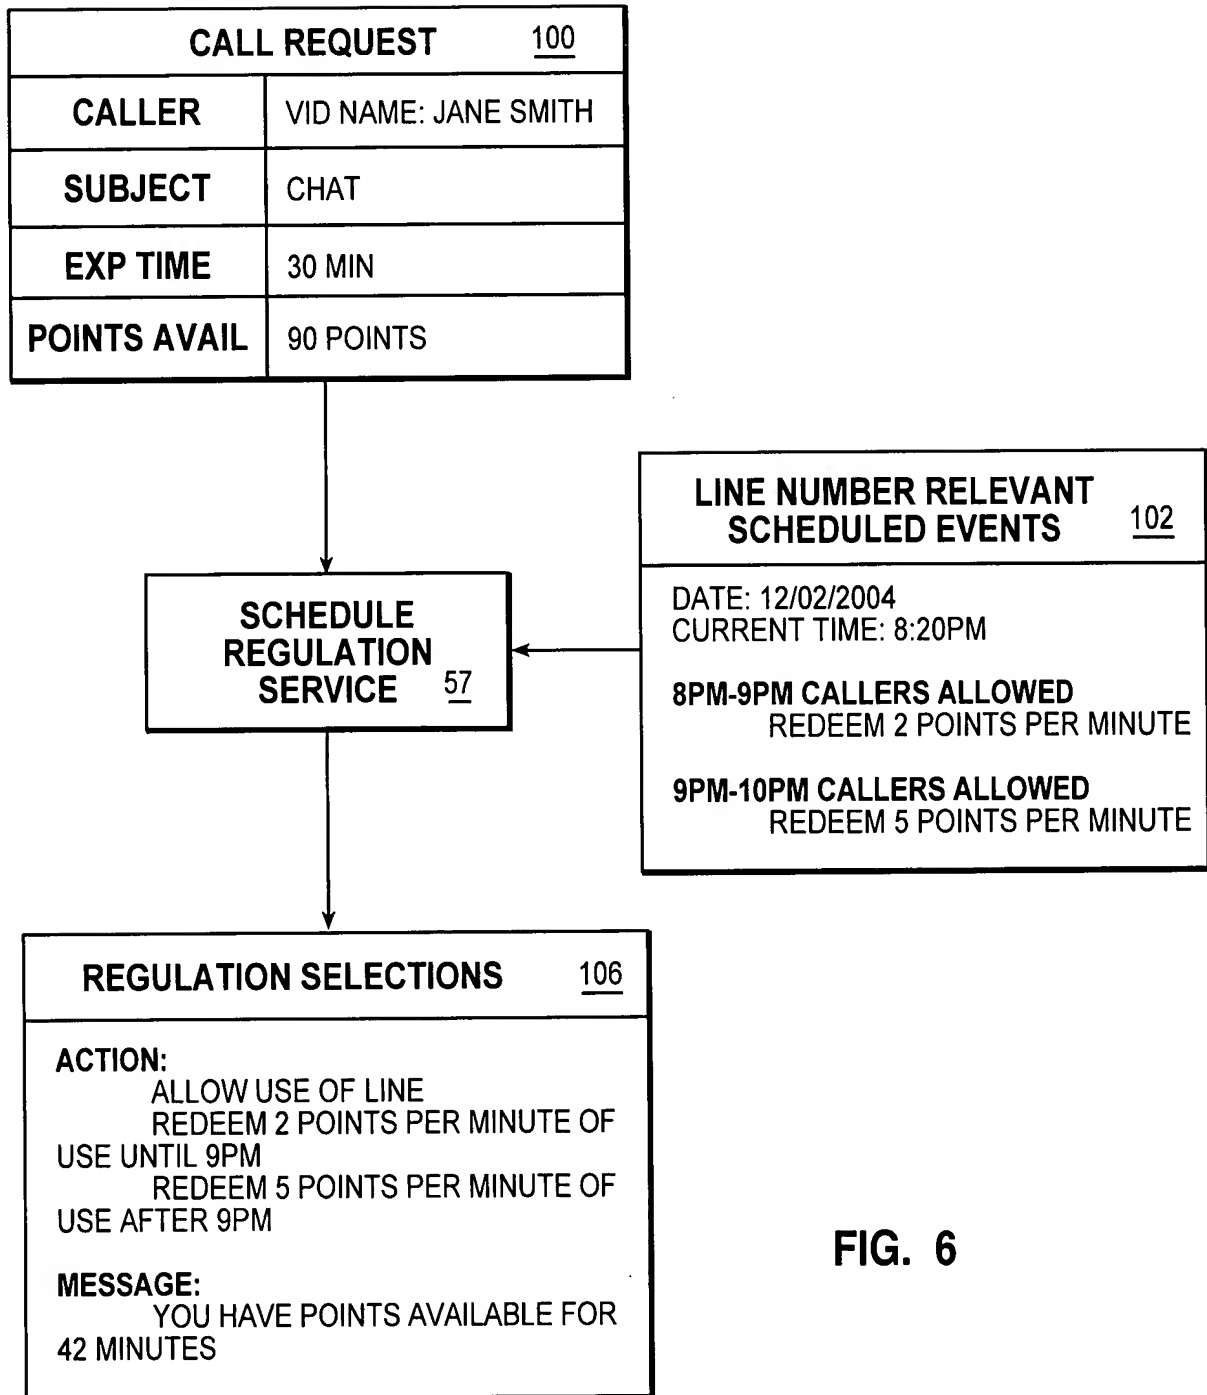 CALL REQUEST 100
CALLER VID NAME: JANE SMITH
SUBJECT CHAT
EXP TIME 30 MIN
POINTS AVAIL 90 POINTS
LINE NUMBER RELEVANT
SCHEDULED EVENTS 102
DATE: 12/02/2004
CURRENT TIME: 8:20PM
8PM-9PM CALLERS ALLOWED
REDEEM 2 POINTS PER MINUTE
9PM-10PM CALLERS ALLOWED
REDEEM 5 POINTS PER MINUTE
SCHEDULE
REGULATION
SERVICE 57
REGULATION SELECTIONS 106
ACTION:
ALLOW USE OF LINE
REDEEM 2 POINTS PER MINUTE OF
USE UNTIL 9PM
REDEEM 5 POINTS PER MINUTE OF
USE AFTER 9PM
MESSAGE:
YOU HAVE POINTS AVAILABLE FOR
42 MINUTES
FIG. 6